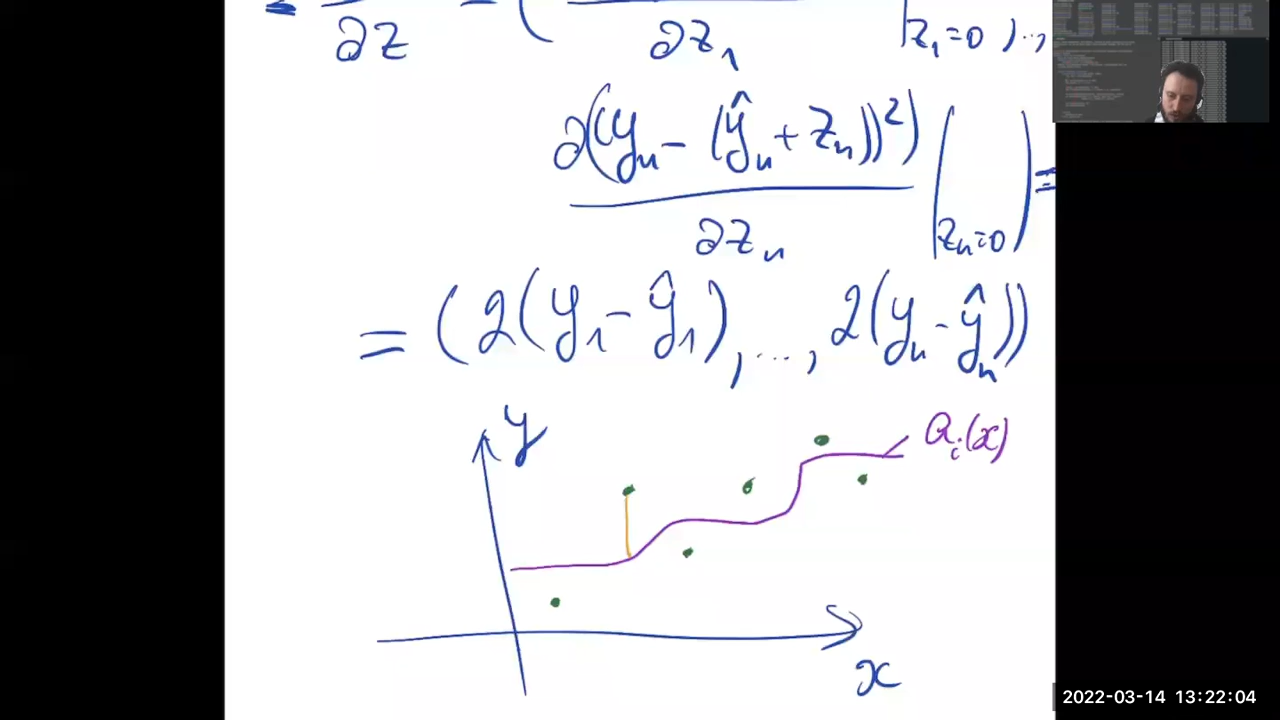 = ∂z = ( ∂z₁ |z₁=0 ), ...,
∂((yₙ - (ŷₙ + zₙ))²) | = 
∂zₙ |zₙ=0 )
= (2(y₁ - ŷ₁), ..., 2(yₙ - ŷₙ))
y
aᵢ(x)
x
2022-03-14 13:22:04